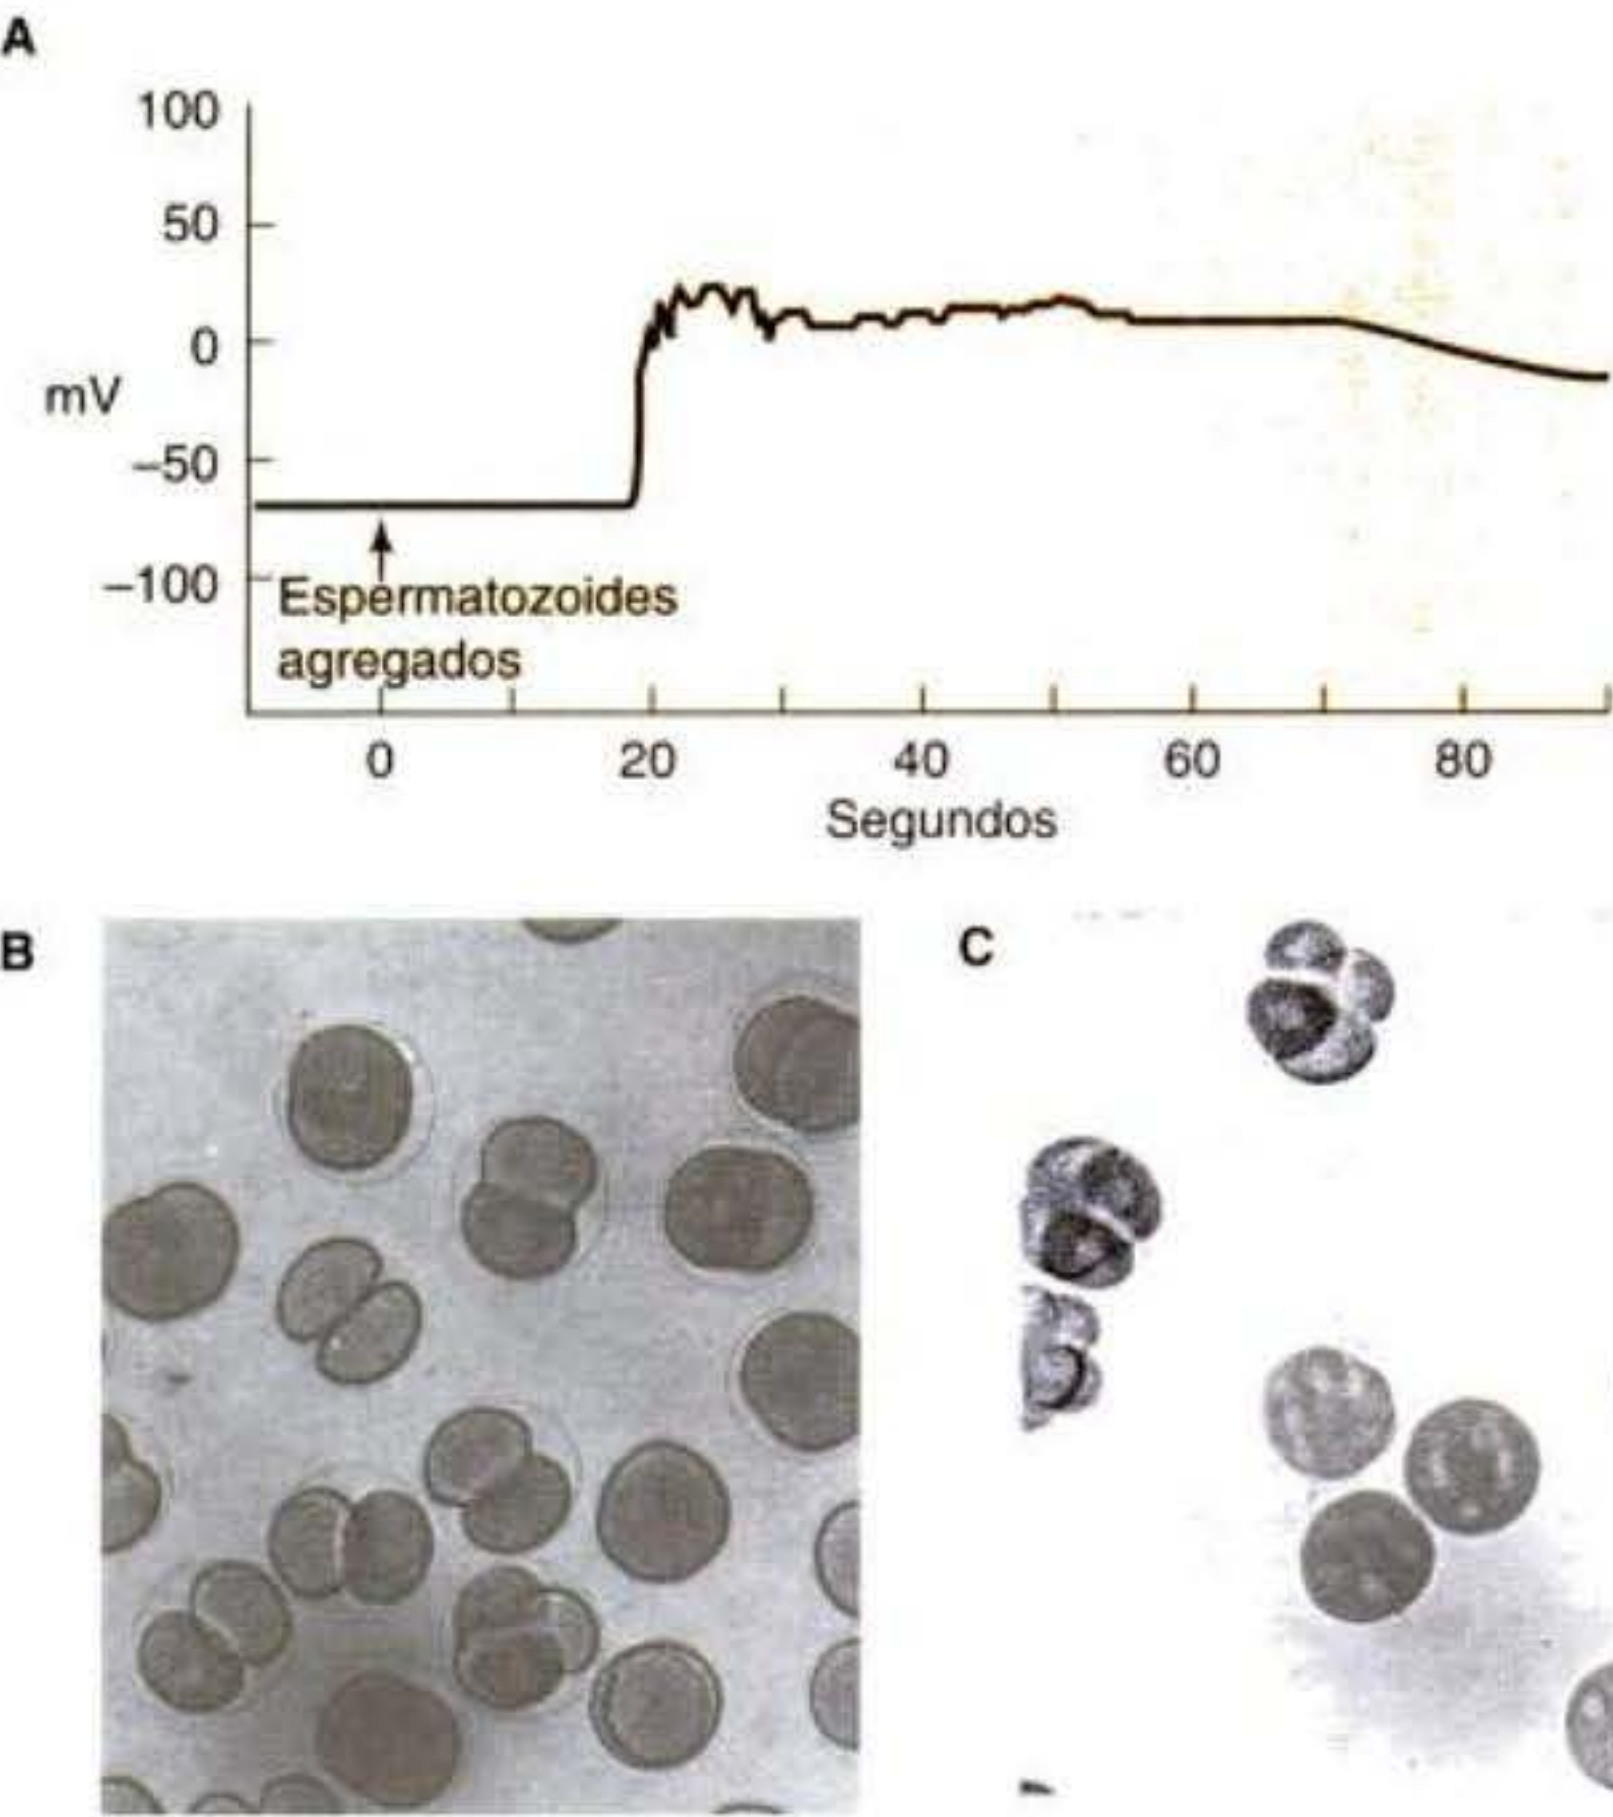 A
100
50
0
mV
–50
–100
Espermatozoides
agregados
0 20 40 60 80
Segundos
B
C